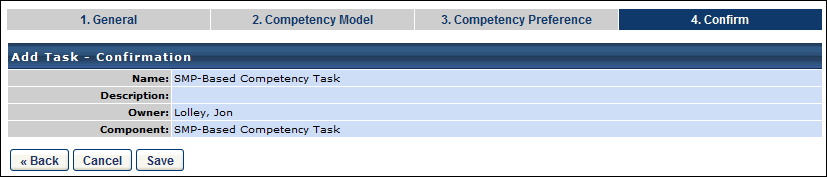 1. General 2. Competency Model 3. Competency Preference 4. Confirm
Add Task - Confirmation
Name: SMP-Based Competency Task
Description:
Owner: Lolley, Jon
Component: SMP-Based Competency Task
« Back Cancel Save